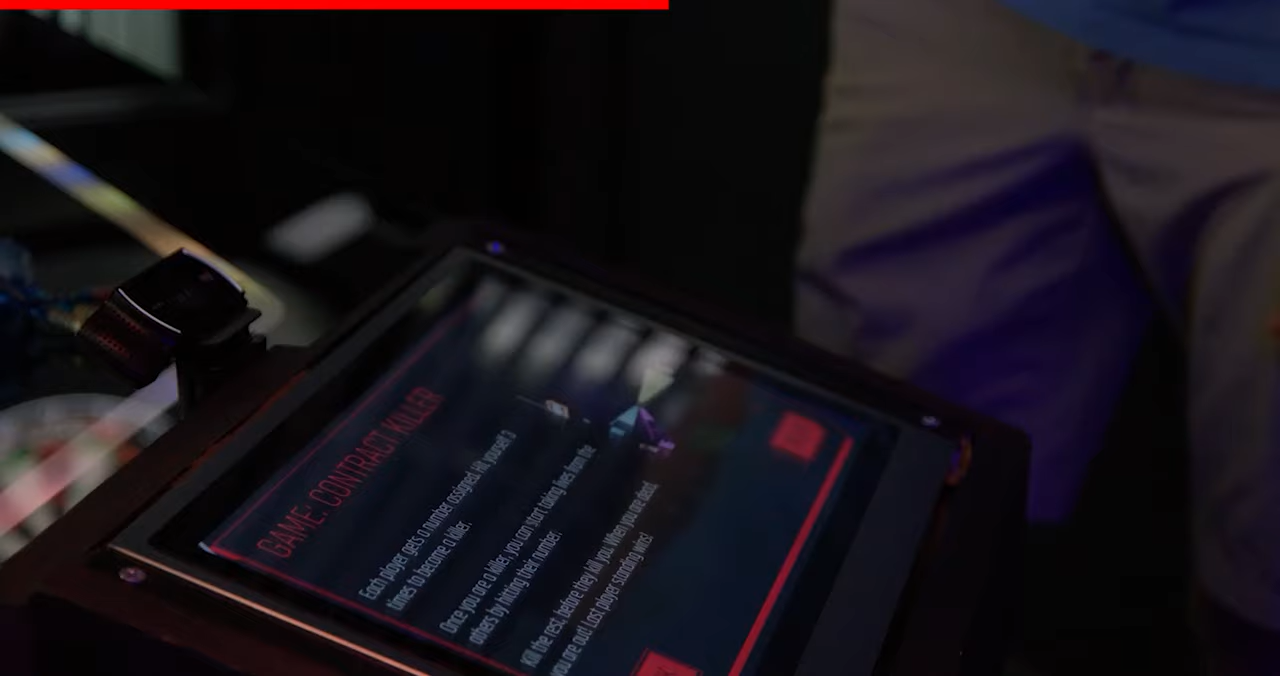 GAME: CONTRACT KILLER
Each player gets a number assigned. Hit yourself 3
times to become a killer.
Once you are a killer, you can start taking lives from the
others by hitting their number.
Kill the rest, before they kill you. When you are dead,
you are out! Last player standing wins!